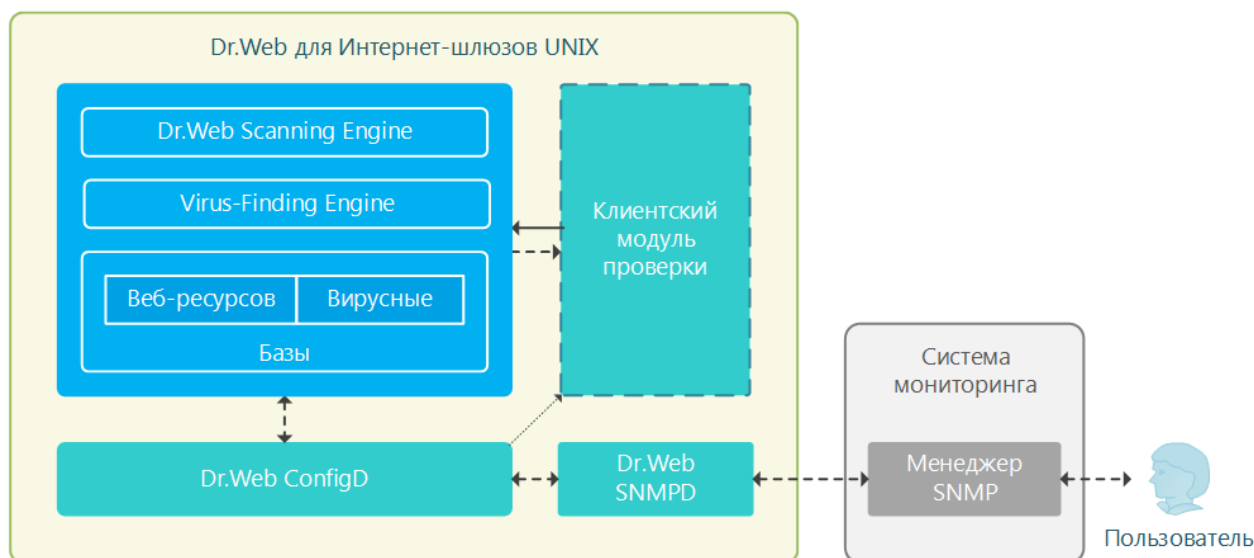 Dr.Web для Интернет-шлюзов UNIX
Dr.Web Scanning Engine
Virus-Finding Engine
Веб-ресурсов
Вирусные
Базы
Клиентский
модуль
проверки
Dr.Web ConfigD
Dr.Web
SNMPD
Система
мониторинга
Менеджер
SNMP
Пользователь